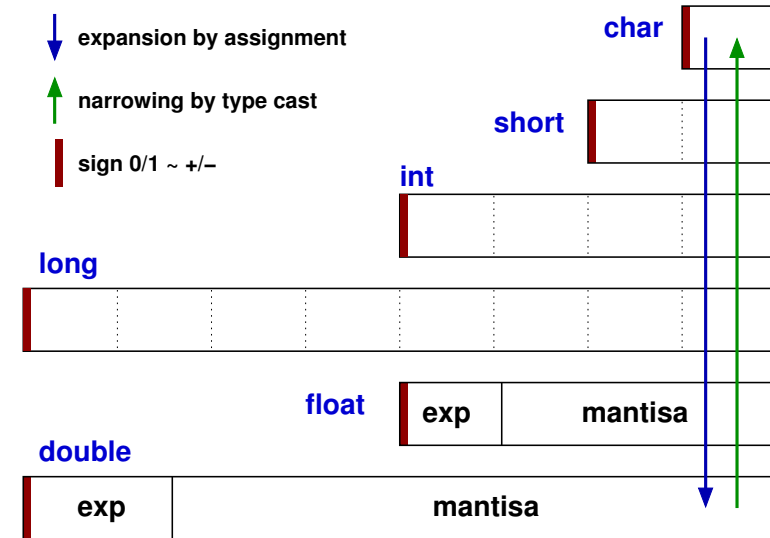 char
expansion by assignment
narrowing by type cast
short
sign 0/1 ~ +/−
int
long
float
exp
mantisa
double
exp
mantisa